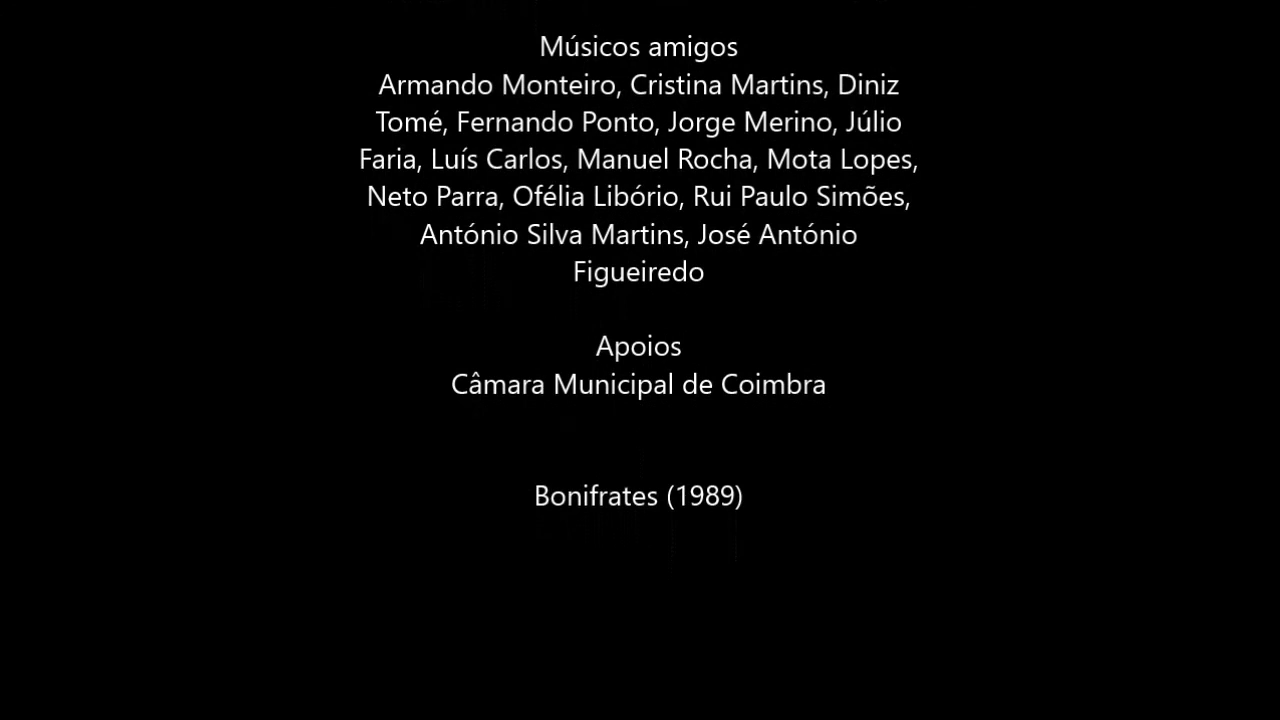 Músicos amigos
Armando Monteiro, Cristina Martins, Diniz
Tomé, Fernando Ponto, Jorge Merino, Júlio
Faria, Luís Carlos, Manuel Rocha, Mota Lopes,
Neto Parra, Ofélia Libório, Rui Paulo Simões,
António Silva Martins, José António
Figueiredo
Apoios
Câmara Municipal de Coimbra
Bonifrates (1989)